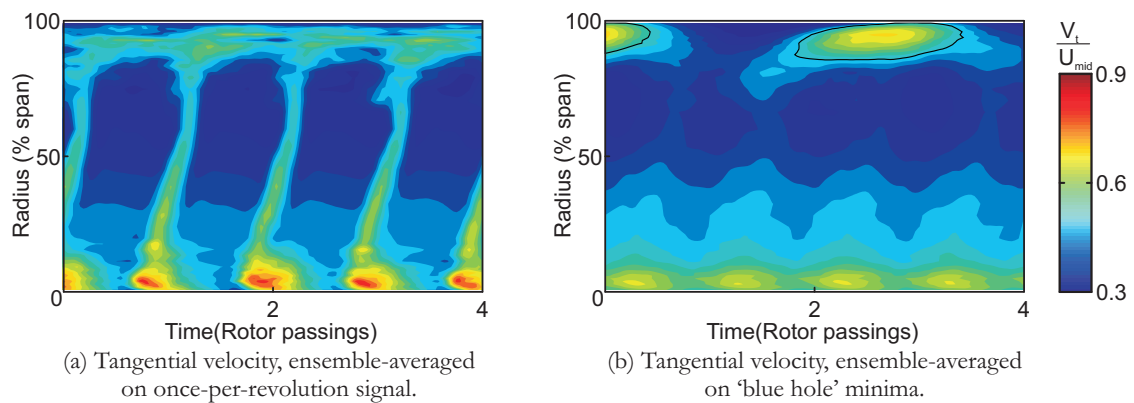 100
50
0
Radius (% span)
0
2
4
Time(Rotor passings)
(a) Tangential velocity, ensemble-averaged
on once-per-revolution signal.
100
50
0
Radius (% span)
2
4
Time(Rotor passings)
(b) Tangential velocity, ensemble-averaged
on ‘blue hole’ minima.
Vt
Umid
0.9
0.6
0.3